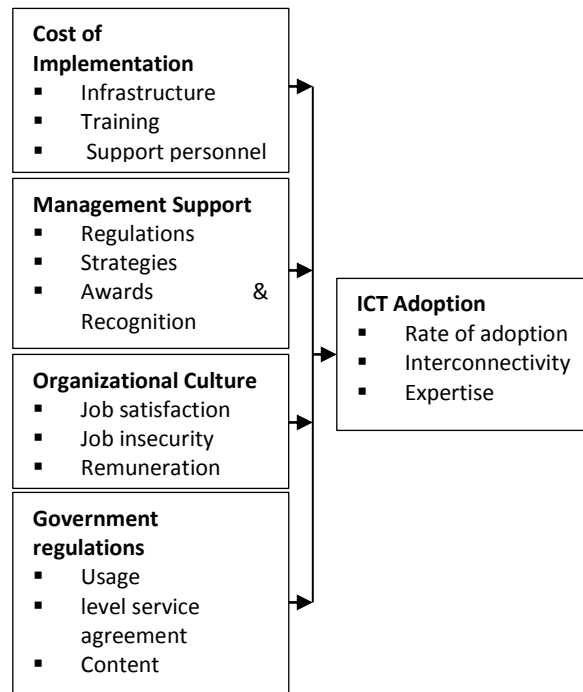 Cost of
Implementation
▪ Infrastructure
▪ Training
▪ Support personnel
Management Support
▪ Regulations
▪ Strategies
▪ Awards &
Recognition
Organizational Culture
▪ Job satisfaction
▪ Job insecurity
▪ Remuneration
Government
regulations
▪ Usage
▪ level service
agreement
▪ Content
ICT Adoption
▪ Rate of adoption
▪ Interconnectivity
▪ Expertise